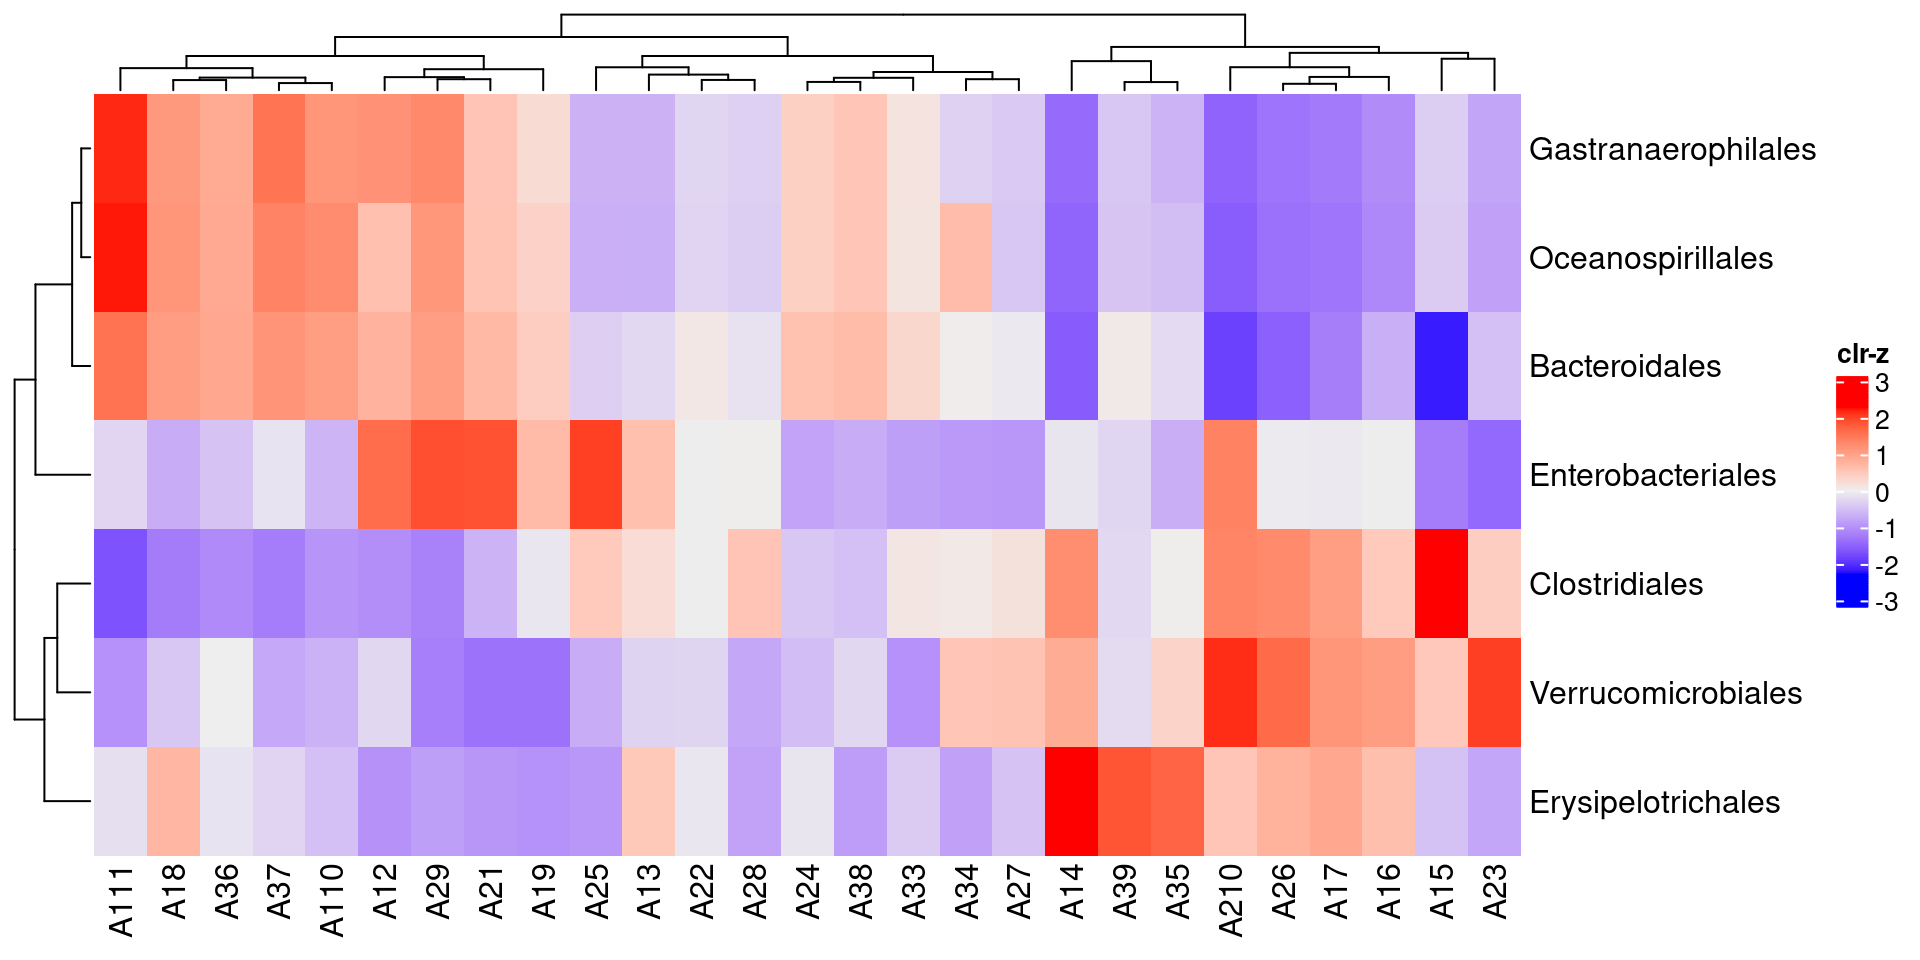 Gastranaerophilales
Oceanospirillales
Bacteroidales
Enterobacteriales
Clostridiales
Verrucomicrobiales
Erysipelotrichales
clr-z
3
2
1
0
-1
-2
-3
A111 A18 A36 A37 A110 A12 A29 A21 A19 A25 A13 A22 A28 A24 A38 A33 A34 A27 A14 A39 A35 A210 A26 A17 A16 A15 A23